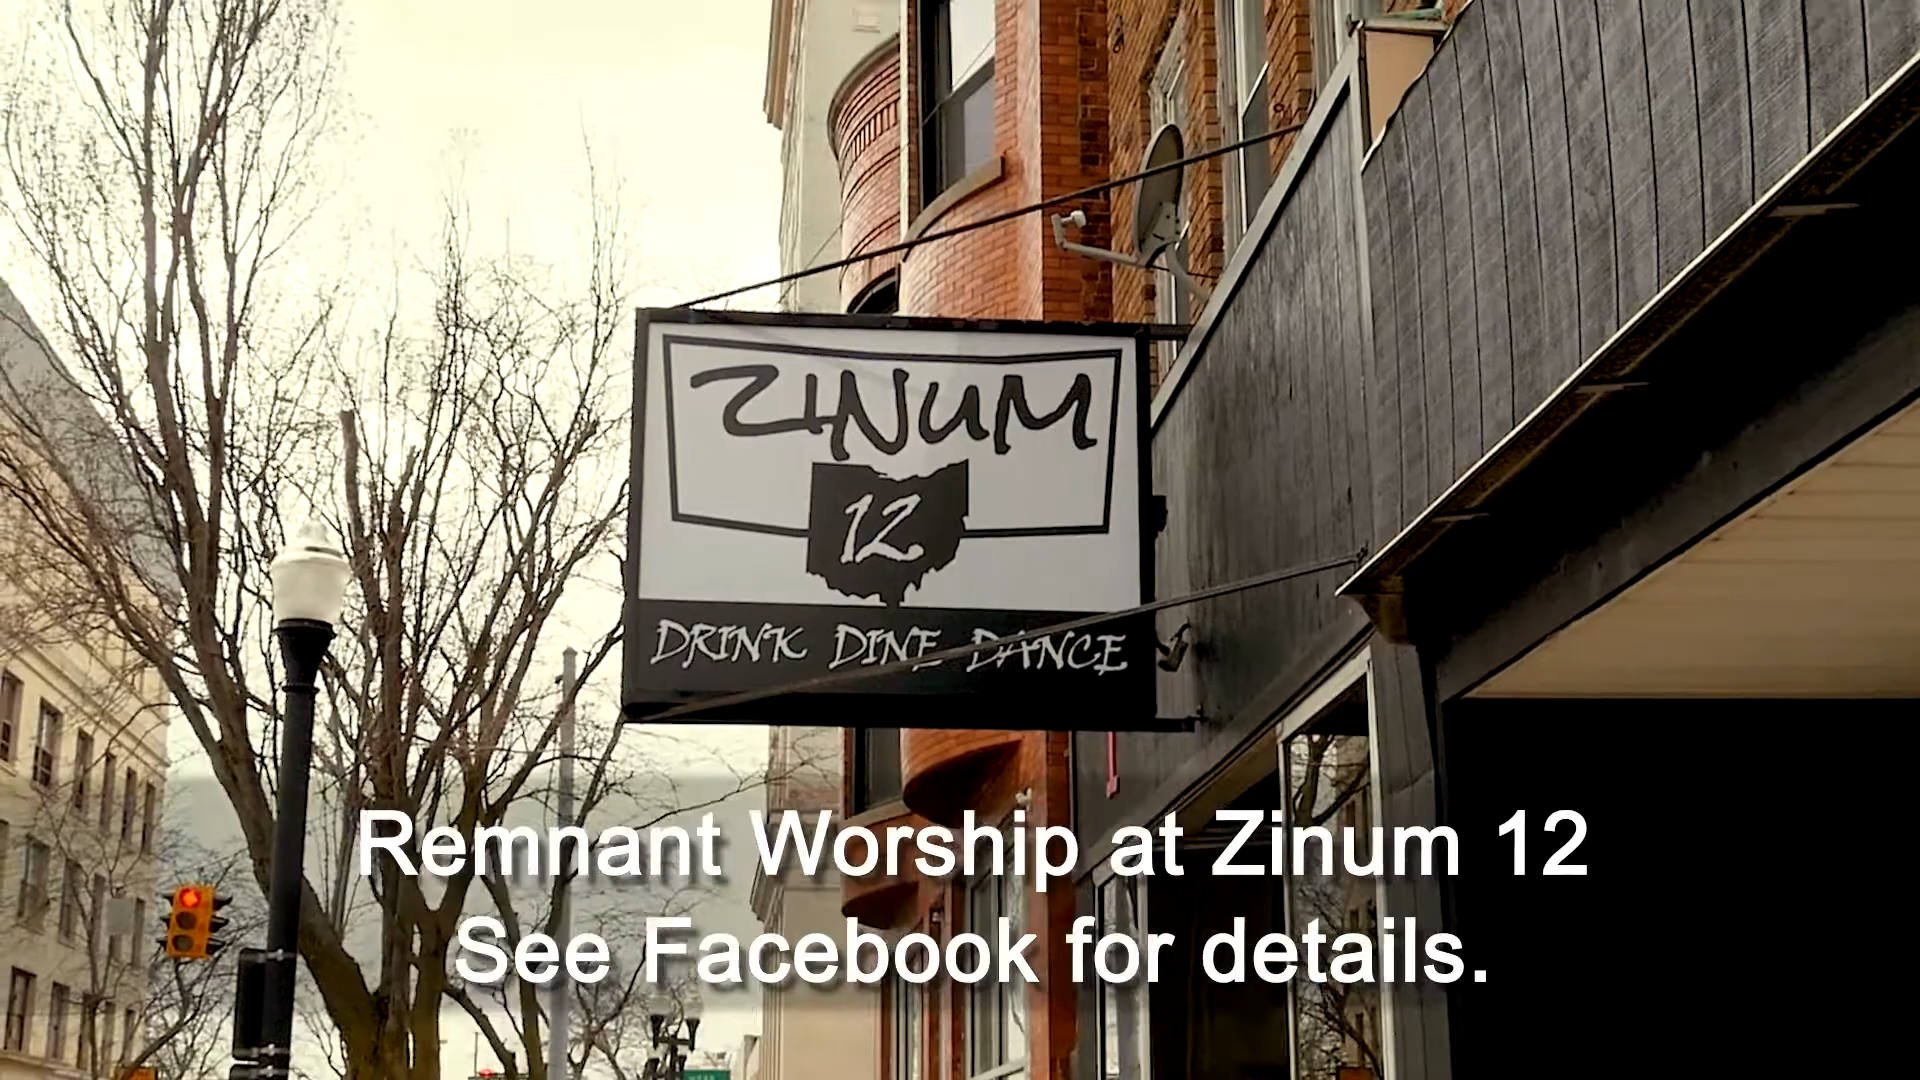 ZINUM
12
DRINK DINE DANCE
Remnant Worship at Zinum 12
See Facebook for details.